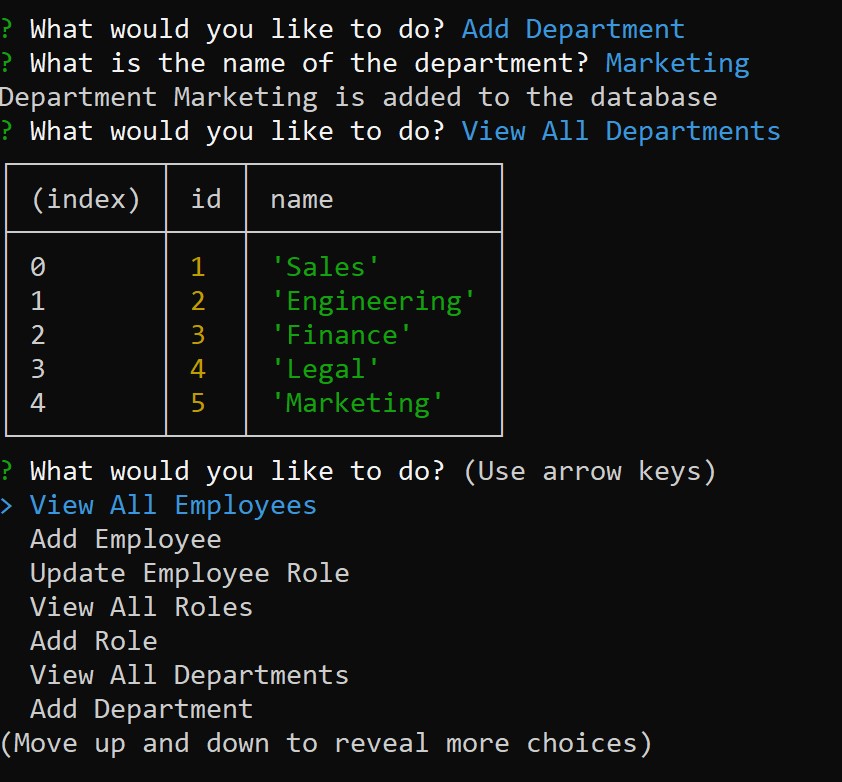 ? What would you like to do? Add Department
? What is the name of the department? Marketing
Department Marketing is added to the database
? What would you like to do? View All Departments
(index) id name
0 1 'Sales'
1 2 'Engineering'
2 3 'Finance'
3 4 'Legal'
4 5 'Marketing'
? What would you like to do? (Use arrow keys)
> View All Employees
Add Employee
Update Employee Role
View All Roles
Add Role
View All Departments
Add Department
(Move up and down to reveal more choices)